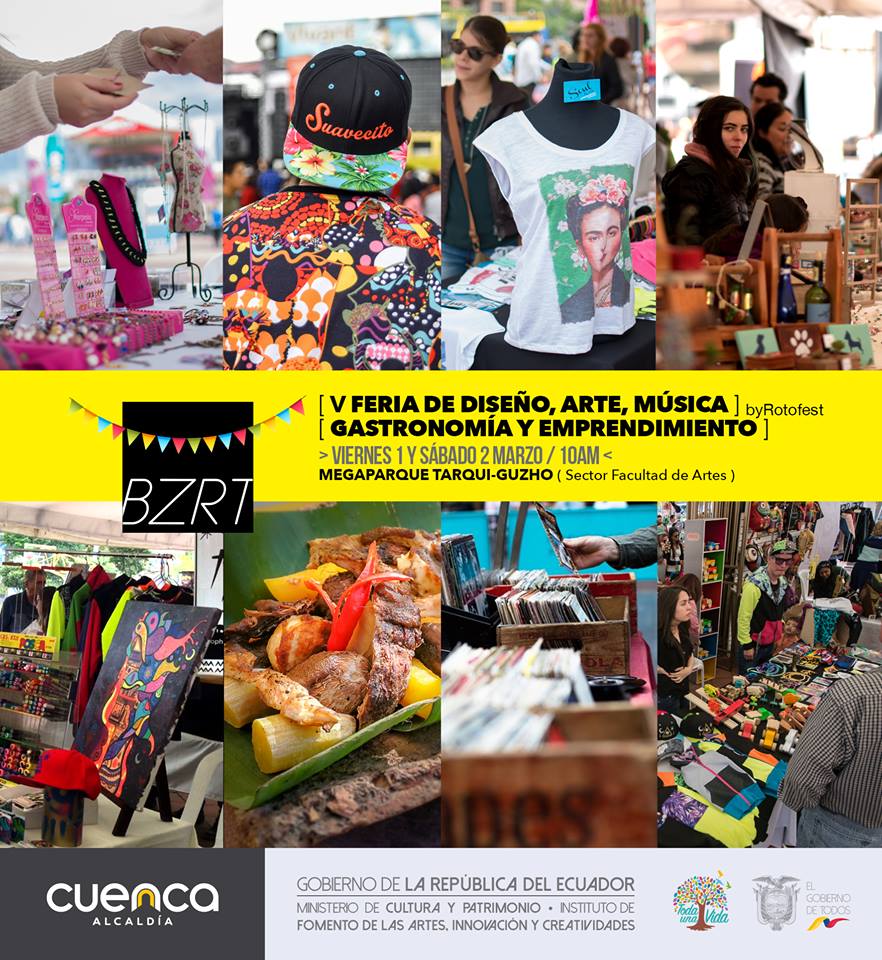 Suavecito
Soul
[ V FERIA DE DISEÑO, ARTE, MÚSICA ] byRotofest
[ GASTRONOMÍA Y EMPRENDIMIENTO ]
> VIERNES 1 Y SÁBADO 2 MARZO / 10AM <
MEGAPARQUE TARQUI-GUZHO ( Sector Facultad de Artes )
BZRT
cuenca
ALCALDÍA
GOBIERNO DE LA REPÚBLICA DEL ECUADOR
MINISTERIO DE CULTURA Y PATRIMONIO • INSTITUTO DE
FOMENTO DE LAS ARTES, INNOVACIÓN Y CREATIVIDADES
Toda
una Vida
EL
GOBIERNO
DE TODOS